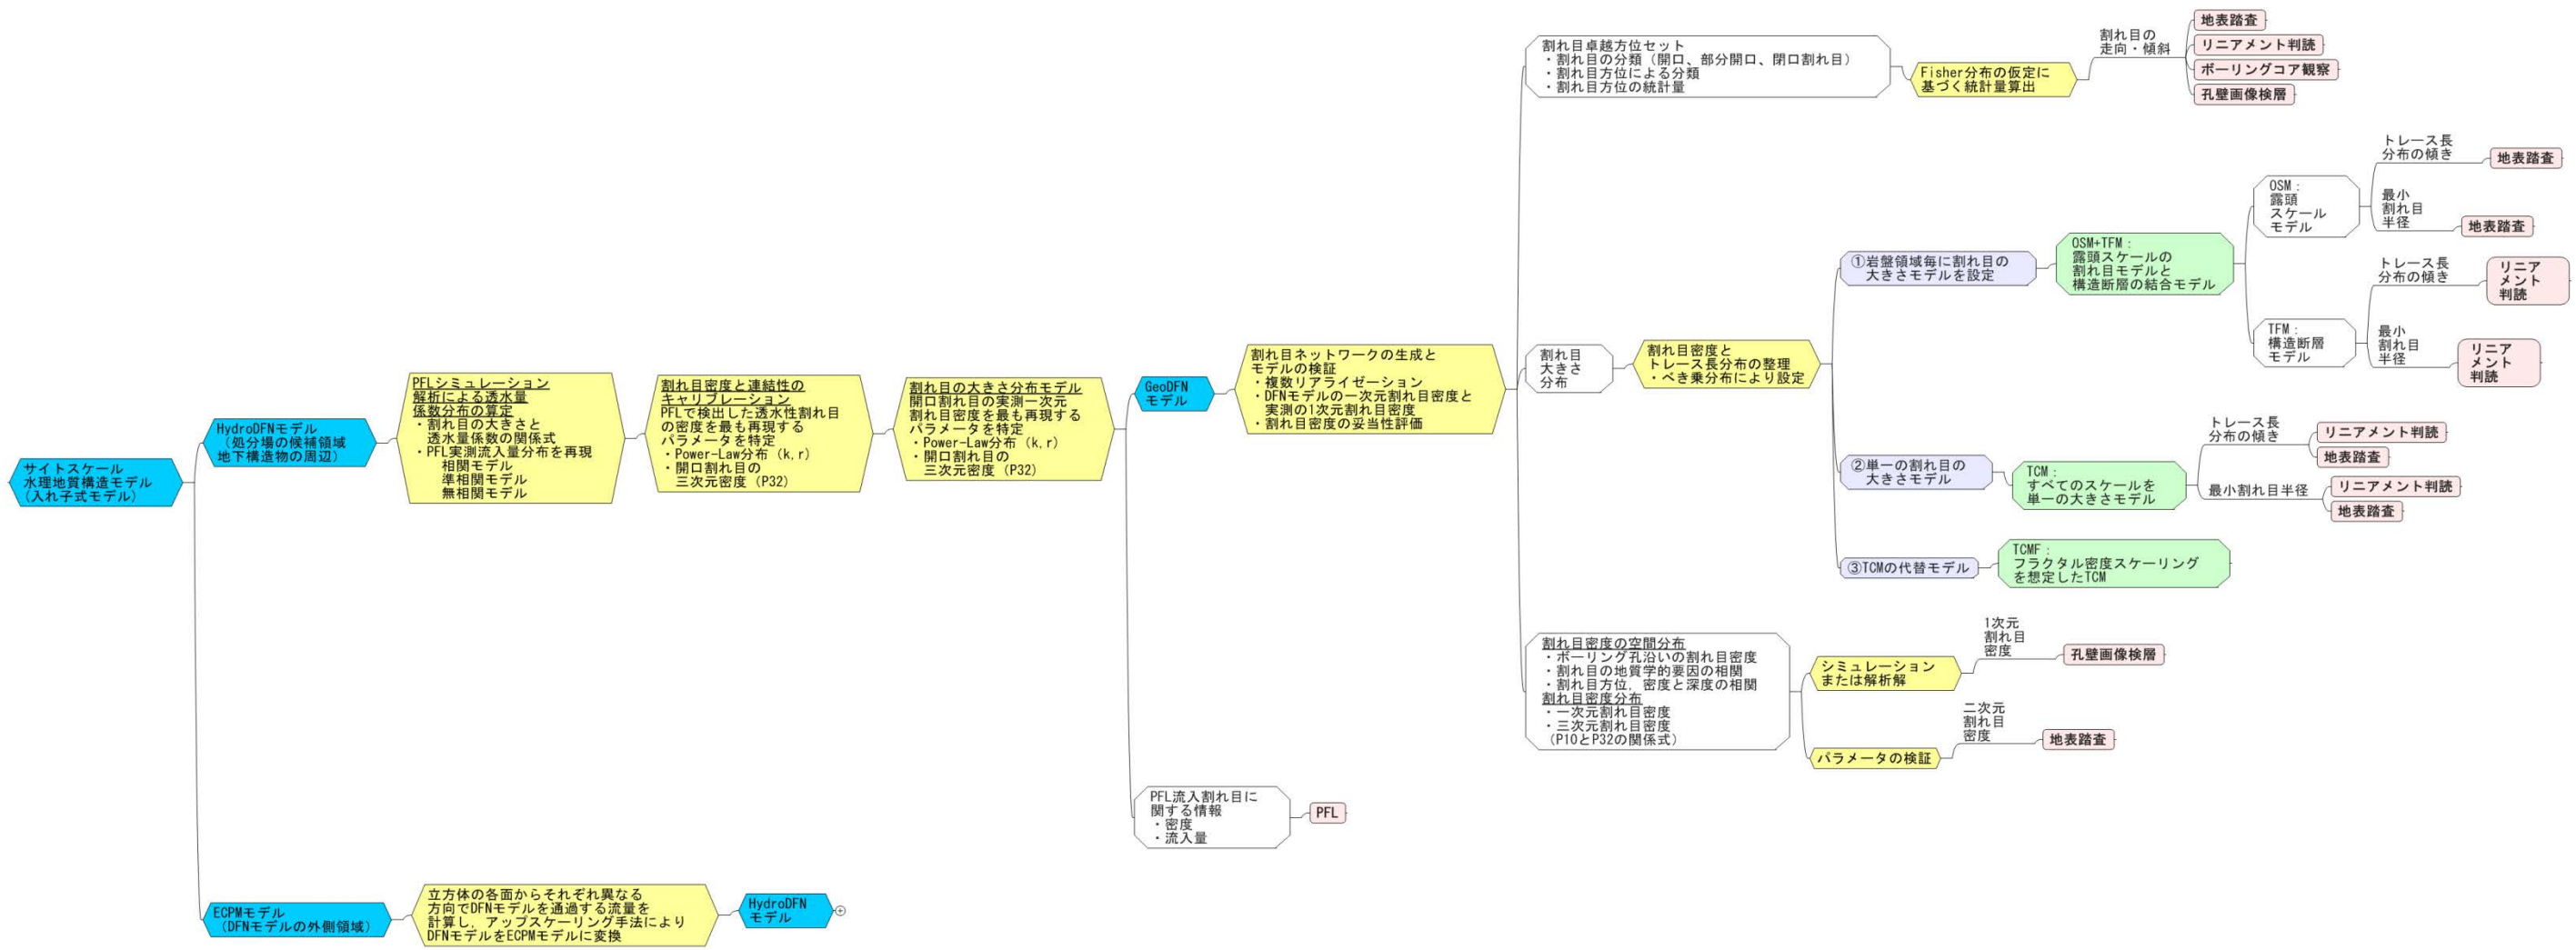 サイトスケール
水理地質構造モデル
(入れ子式モデル)
HydroDFNモデル
(処分場の候補領域
地下構造物の周辺)
PFLシミュレーション
解析による透水量
係数分布の算定
・割れ目の大きさと
透水量係数の関係式
・PFL実測流入量分布を再現
相関モデル
準相関モデル
無相関モデル
割れ目密度と連結性の
キャリブレーション
PFLで検出した透水性割れ目
の密度を最も再現する
パラメータを特定
・Power-Law分布 (k,r)
・開口割れ目の
三次元密度 (P32)
割れ目の大きさ分布モデル
開口割れ目の実測一次元
割れ目密度を最も再現する
パラメータを特定
・Power-Law分布 (k,r)
・開口割れ目の
三次元密度 (P32)
GeoDFN
モデル
割れ目ネットワークの生成と
モデルの検証
・複数リアライゼーション
・DFNモデルの一次元割れ目密度と
実測の1次元割れ目密度
・割れ目密度の妥当性評価
割れ目卓越方位セット
・割れ目の分類 (開口、部分開口、閉口割れ目)
・割れ目方位による分類
・割れ目方位の統計量
Fisher分布の仮定に
基づく統計量算出
割れ目の
走向・傾斜
地表踏査
リニアメント判読
ボーリングコア観察
孔壁画像検層
割れ目
大きさ
分布
割れ目密度と
トレース長分布の整理
・べき乗分布により設定
①岩盤領域毎に割れ目の
大きさモデルを設定
OSM+TFM：
露頭スケールの
割れ目モデルと
構造断層の結合モデル
OSM：
露頭
スケール
モデル
トレース長
分布の傾き
地表踏査
最小
割れ目
半径
地表踏査
TFM：
構造断層
モデル
トレース長
分布の傾き
リニア
メント
判読
最小
割れ目
半径
リニア
メント
判読
②単一の割れ目の
大きさモデル
TCM：
すべてのスケールを
単一の大きさモデル
トレース長
分布の傾き
リニアメント判読
地表踏査
最小割れ目半径
リニアメント判読
地表踏査
③TCMの代替モデル
TCMF：
フラクタル密度スケーリング
を想定したTCM
割れ目密度の空間分布
・ボーリング孔沿いの割れ目密度
・割れ目の地質学的要因の相関
・割れ目方位，密度と深度の相関
割れ目密度分布
・一次元割れ目密度
・三次元割れ目密度
(P10とP32の関係式)
シミュレーション
または解析解
1次元
割れ目
密度
孔壁画像検層
パラメータの検証
二次元
割れ目
密度
地表踏査
PFL流入割れ目に
関する情報
・密度
・流入量
PFL
ECPMモデル
(DFNモデルの外側領域)
立方体の各面からそれぞれ異なる
方向でDFNモデルを通過する流量を
計算し，アップスケーリング手法により
DFNモデルをECPMモデルに変換
HydroDFN
モデル